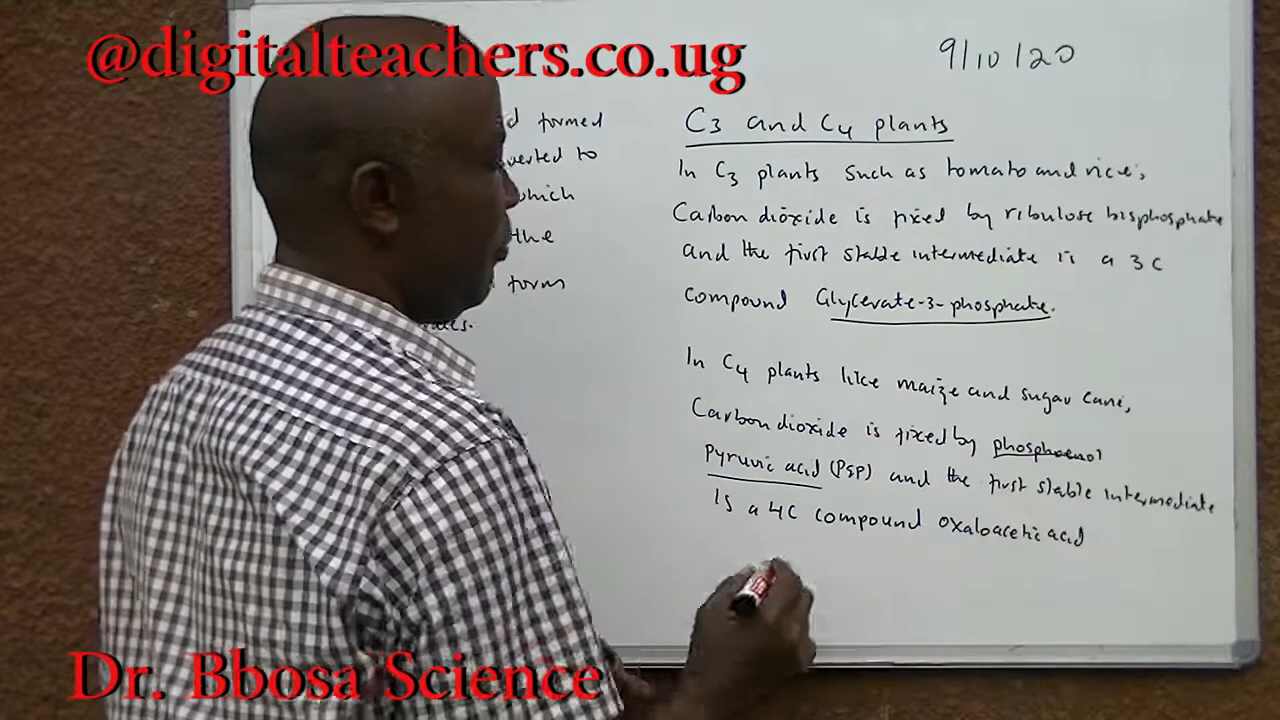 @digitalteachers.co.ug
9/10/20
formed
to
which
the
form
C3 and C4 plants
In C3 plants such as tomato and rice,
Carbon dioxide is fixed by ribulose bisphosphate
and the first stable intermediate is a 3C
compound Glycerate-3-phosphate.
In C4 plants like maize and sugar cane,
Carbon dioxide is fixed by phosphoenol
Pyruvic acid (PEP) and the first stable intermediate
is a 4C compound oxaloacetic acid
Dr. Bbosa Science